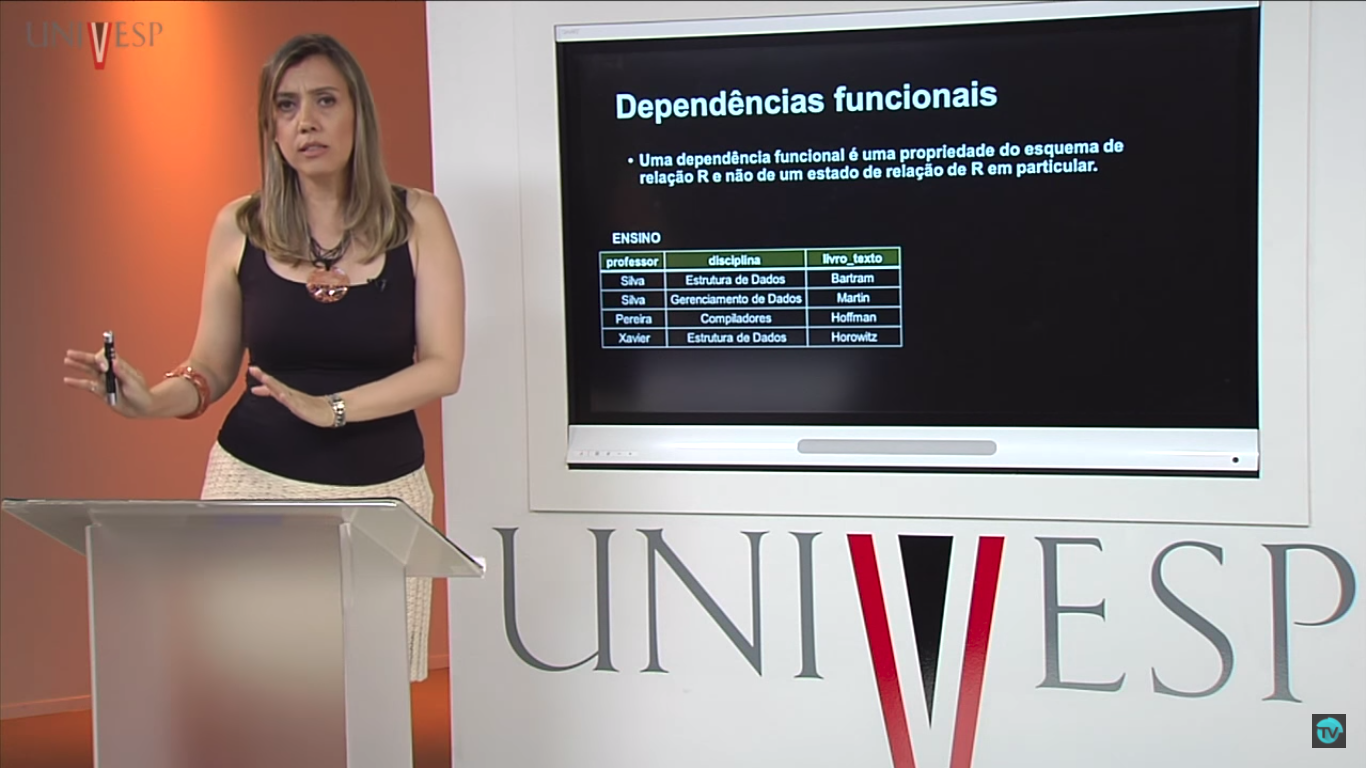 UNIVESP
Dependências funcionais
• Uma dependência funcional é uma propriedade do esquema de
relação R e não de um estado de relação de R em particular.
ENSINO
professor disciplina livro_texto
Silva Estrutura de Dados Bartram
Silva Gerenciamento de Dados Martin
Pereira Compiladores Hoffman
Xavier Estrutura de Dados Horowitz
UNIVESP
TV